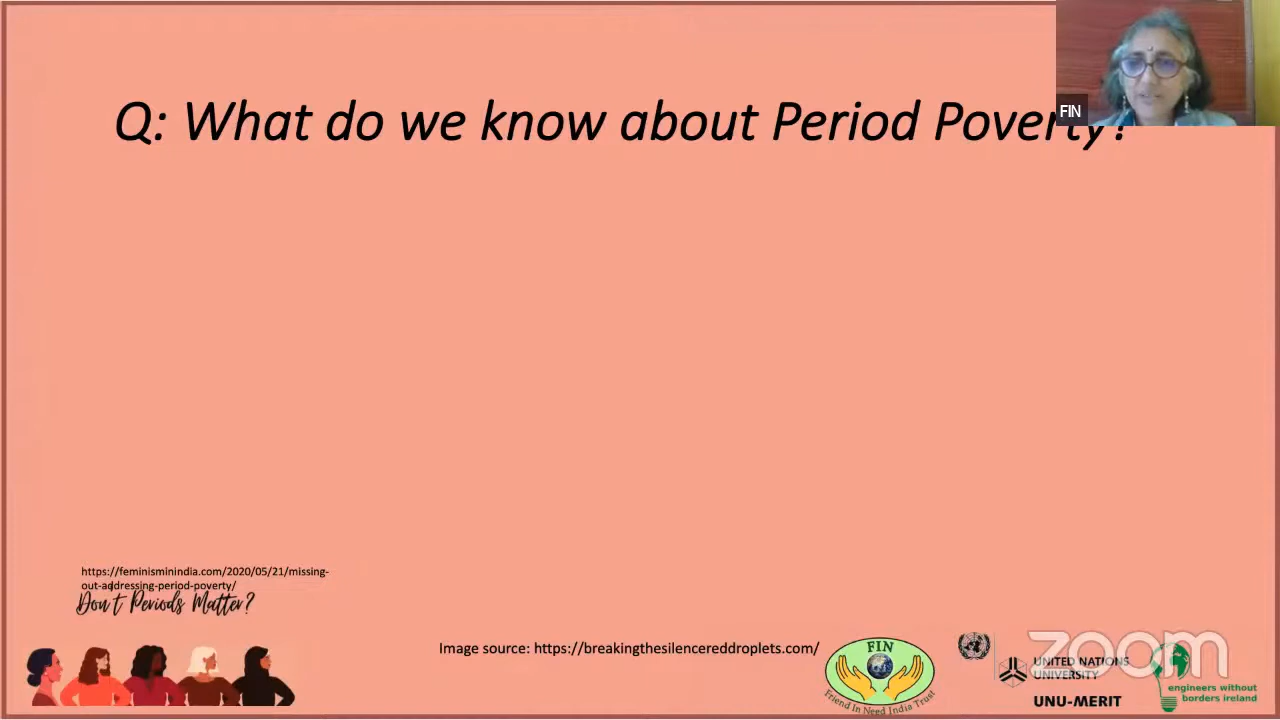 Q: What do we know about Period Poverty?
FIN
https://feminisminindia.com/2020/05/21/missing-
out-addressing-period-poverty/
Don't Periods Matter?
Image source: https://breakingthesilencereddroplets.com/
FIN
Friend In Need India Trust
zoom
UNITED NATIONS
UNIVERSITY
UNU-MERIT
engineers without
borders ireland